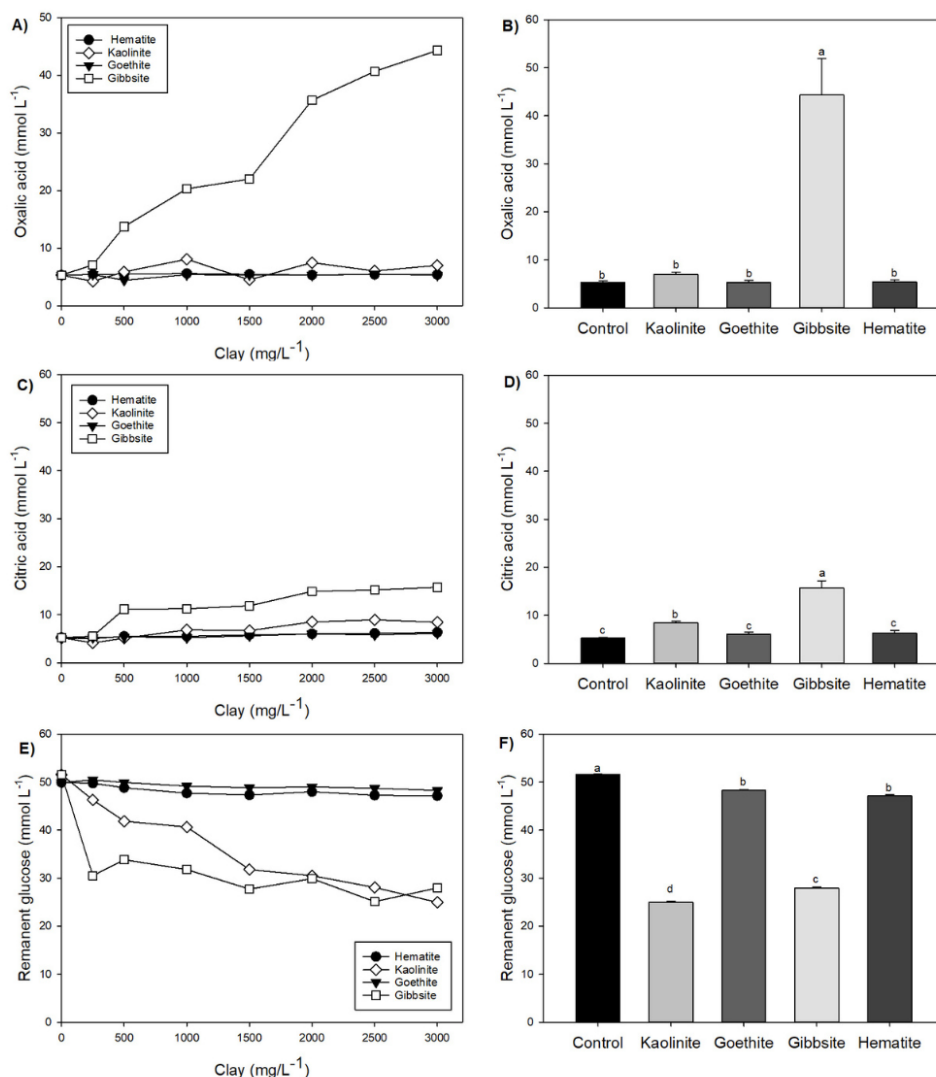 A)
Oxalic acid (mmol L⁻¹)
50
40
30
20
10
0
Hematite
Kaolinite
Goethite
Gibbsite
0 500 1000 1500 2000 2500 3000
Clay (mg/L⁻¹)
B)
Oxalic acid (mmol L⁻¹)
60
50
40
30
20
10
0
b b b a b
Control Kaolinite Goethite Gibbsite Hematite
C)
Citric acid (mmol L⁻¹)
60
50
40
30
20
10
0
Hematite
Kaolinite
Goethite
Gibbsite
0 500 1000 1500 2000 2500 3000
Clay (mg/L⁻¹)
D)
Citric acid (mmol L⁻¹)
60
50
40
30
20
10
0
c b c a c
Control Kaolinite Goethite Gibbsite Hematite
E)
Remanent glucose (mmol L⁻¹)
60
50
40
30
20
10
0
Hematite
Kaolinite
Goethite
Gibbsite
0 500 1000 1500 2000 2500 3000
Clay (mg/L⁻¹)
F)
Remanent glucose (mmol L⁻¹)
60
50
40
30
20
10
0
a d b c b
Control Kaolinite Goethite Gibbsite Hematite